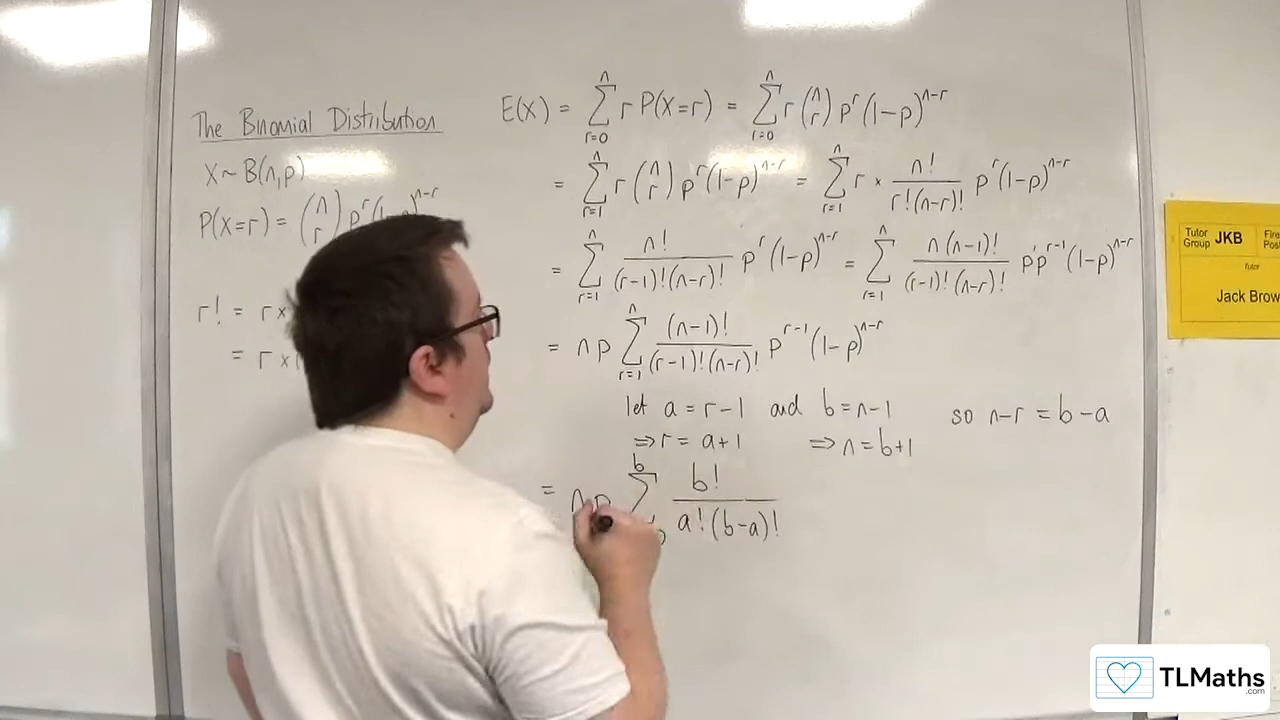 The Binomial Distribution
X ~ B(n,p)
P(X=r) = (n r) p^r (1-p)^{n-r}
r! = r×
= r×
E(X) = Σ_{r=0}^{n} r P(X=r) = Σ_{r=0}^{n} r (n r) p^r (1-p)^{n-r}
= Σ_{r=1}^{n} r (n r) p^r (1-p)^{n-r} = Σ_{r=1}^{n} r × n!/(r!(n-r)!) p^r (1-p)^{n-r}
= Σ_{r=1}^{n} n!/((r-1)!(n-r)!) p^r (1-p)^{n-r} = Σ_{r=1}^{n} n(n-1)!/((r-1)!(n-r)!) p^1 p^{r-1} (1-p)^{n-r}
= np Σ_{r=1}^{n} (n-1)!/((r-1)!(n-r)!) p^{r-1} (1-p)^{n-r}
let a = r-1 and b = n-1 so n-r = b-a
⇒ r = a+1 ⇒ n = b+1
= np Σ^{b} b!/(a!(b-a)!)
Tutor Group JKB
Tutor
Jack Brow
TLMaths
.com